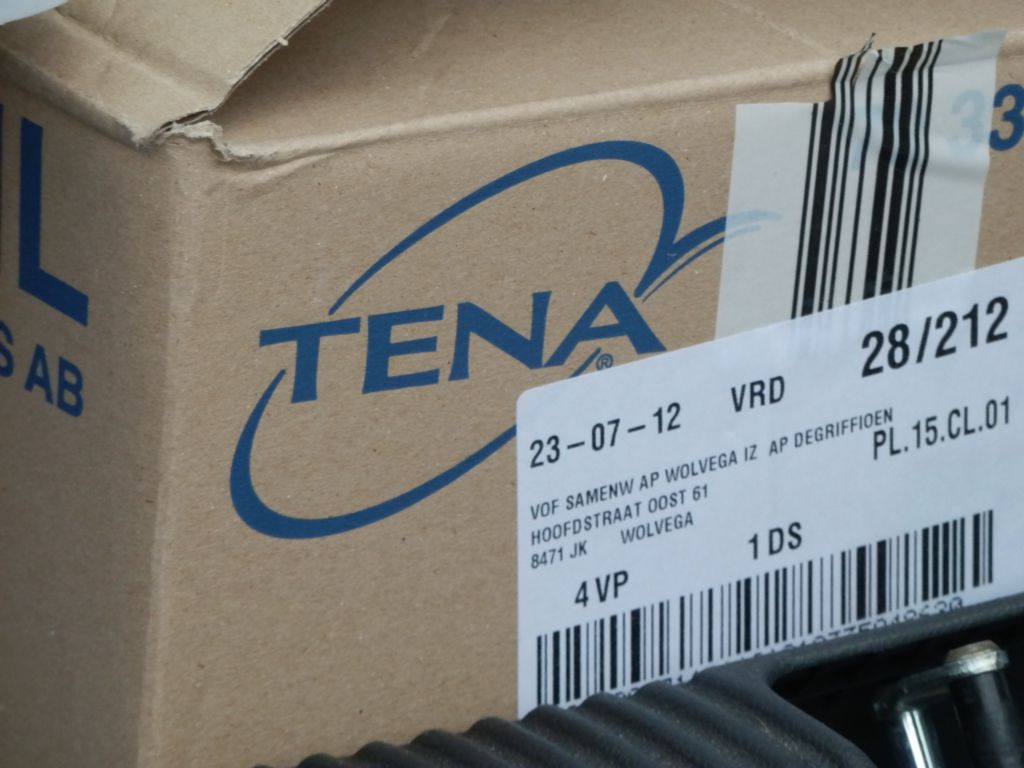 L
S AB
TENA®
33
28/212
23-07-12 VRD
PL.15.CL.01
VOF SAMENW AP WOLVEGA IZ AP DEGRIFFIOEN
HOOFDSTRAAT OOST 61
8471 JK WOLVEGA
4 VP 1 DS